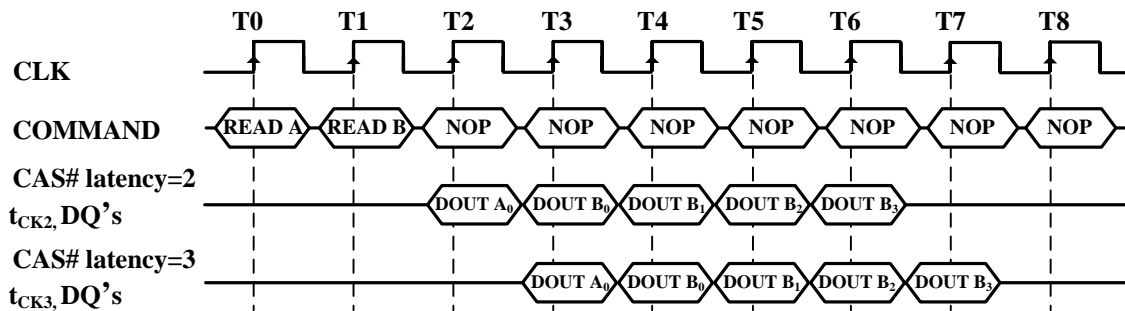 T0 T1 T2 T3 T4 T5 T6 T7 T8
CLK
COMMAND READ A READ B NOP NOP NOP NOP NOP NOP NOP
CAS# latency=2
tCK2, DQ's DOUT A0 DOUT B0 DOUT B1 DOUT B2 DOUT B3
CAS# latency=3
tCK3, DQ's DOUT A0 DOUT B0 DOUT B1 DOUT B2 DOUT B3